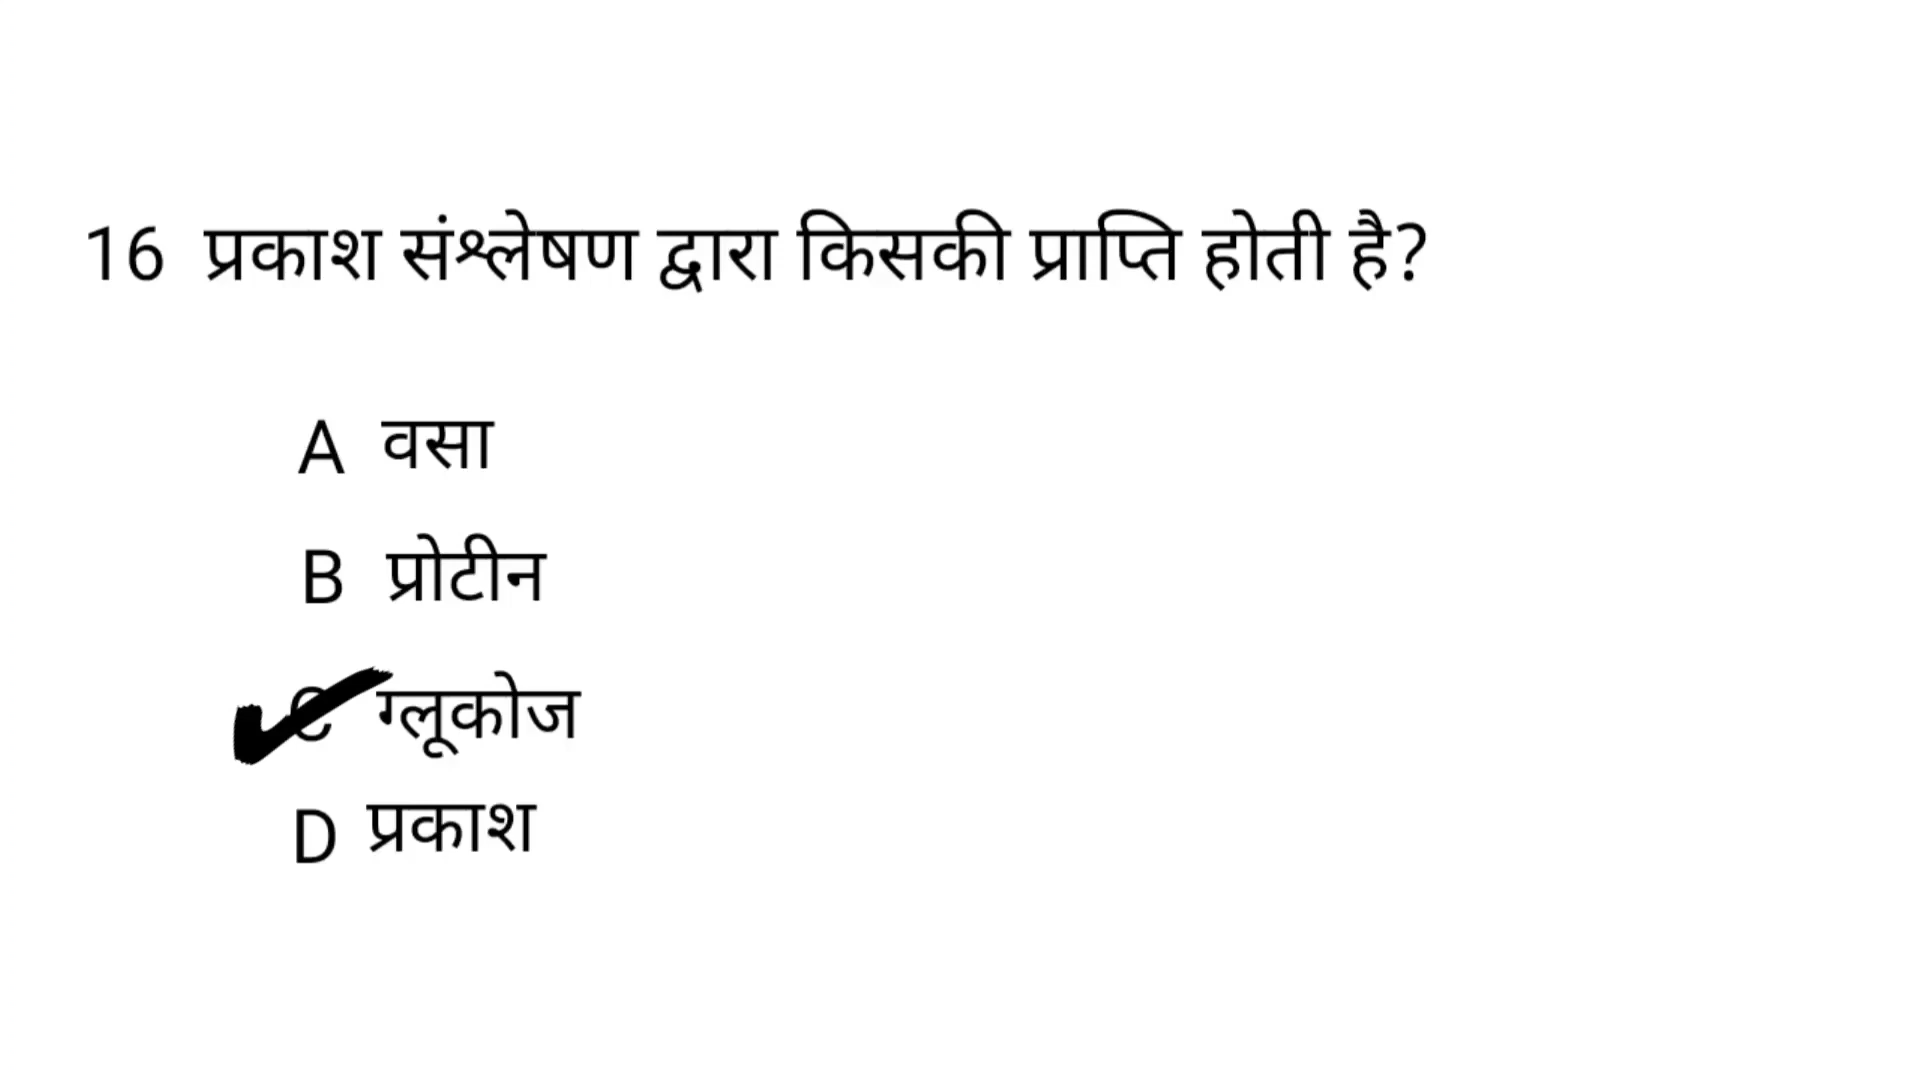 16 प्रकाश संश्लेषण द्वारा किसकी प्राप्ति होती है?
A वसा
B प्रोटीन
C ग्लूकोज
D प्रकाश